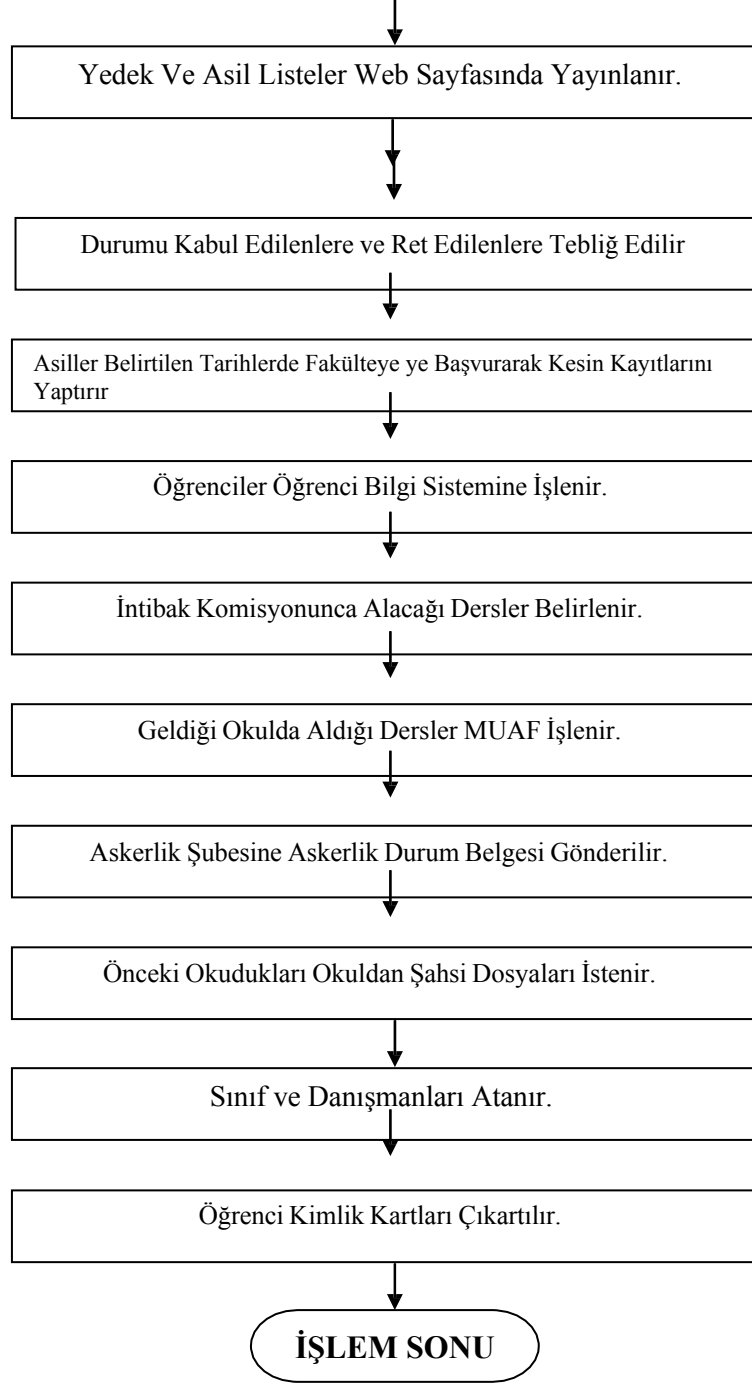 Yedek Ve Asil Listeler Web Sayfasında Yayınlanır.
Durumu Kabul Edilenlere ve Ret Edilenlere Tebliğ Edilir
Asiller Belirtilen Tarihlerde Fakülteye ye Başvurarak Kesin Kayıtlarını
Yaptırır
Öğrenciler Öğrenci Bilgi Sistemine İşlenir.
İntibak Komisyonunca Alacağı Dersler Belirlenir.
Geldiği Okulda Aldığı Dersler MUAF İşlenir.
Askerlik Şubesine Askerlik Durum Belgesi Gönderilir.
Önceki Okudukları Okuldan Şahsi Dosyaları İstenir.
Sınıf ve Danışmanları Atanır.
Öğrenci Kimlik Kartları Çıkartılır.
İŞLEM SONU